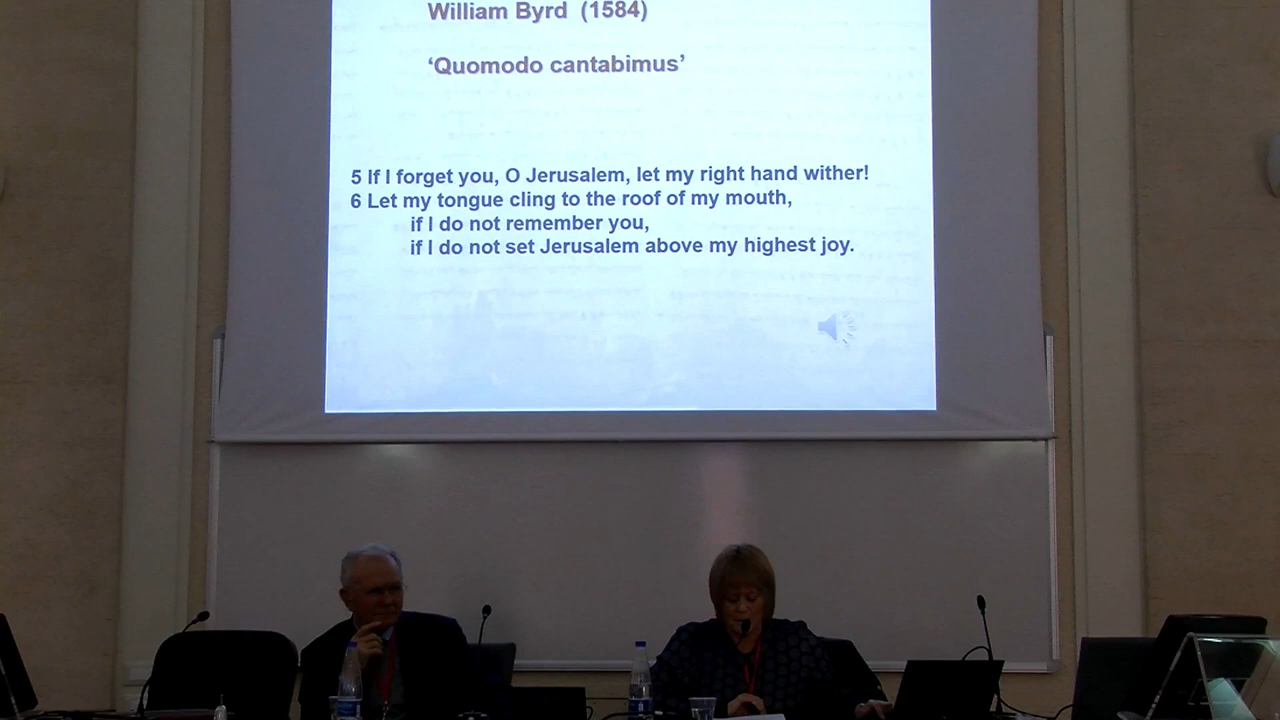 William Byrd (1584)
‘Quomodo cantabimus’
5 If I forget you, O Jerusalem, let my right hand wither!
6 Let my tongue cling to the roof of my mouth,
if I do not remember you,
if I do not set Jerusalem above my highest joy.